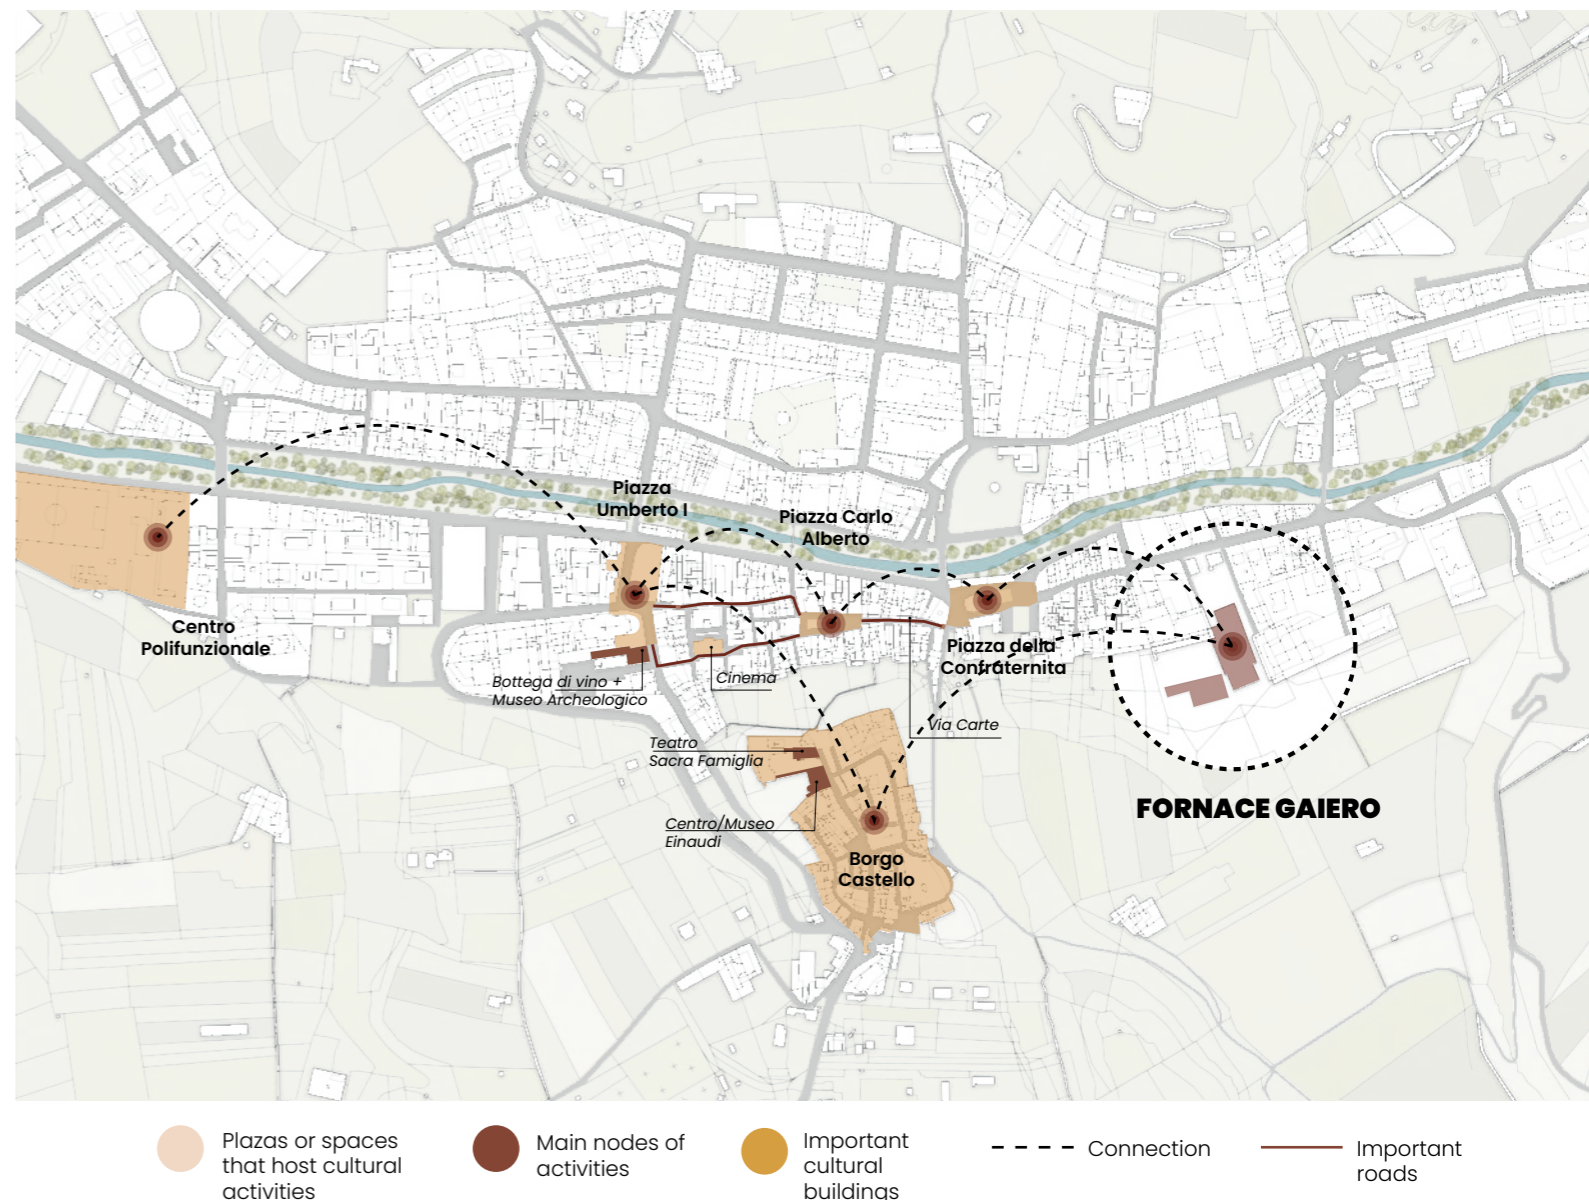 Piazza
Umberto I
Piazza Carlo
Alberto
Centro
Polifunzionale
Bottega di vino +
Museo Archeologico
Cinema
Piazza della
Confraternita
Via Carte
Teatro
Sacra Famiglia
Centro/Museo
Einaudi
Borgo
Castello
FORNACE GAIERO
Plazas or spaces
that host cultural
activities
Main nodes of
activities
Important
cultural
buildings
Connection
Important
roads